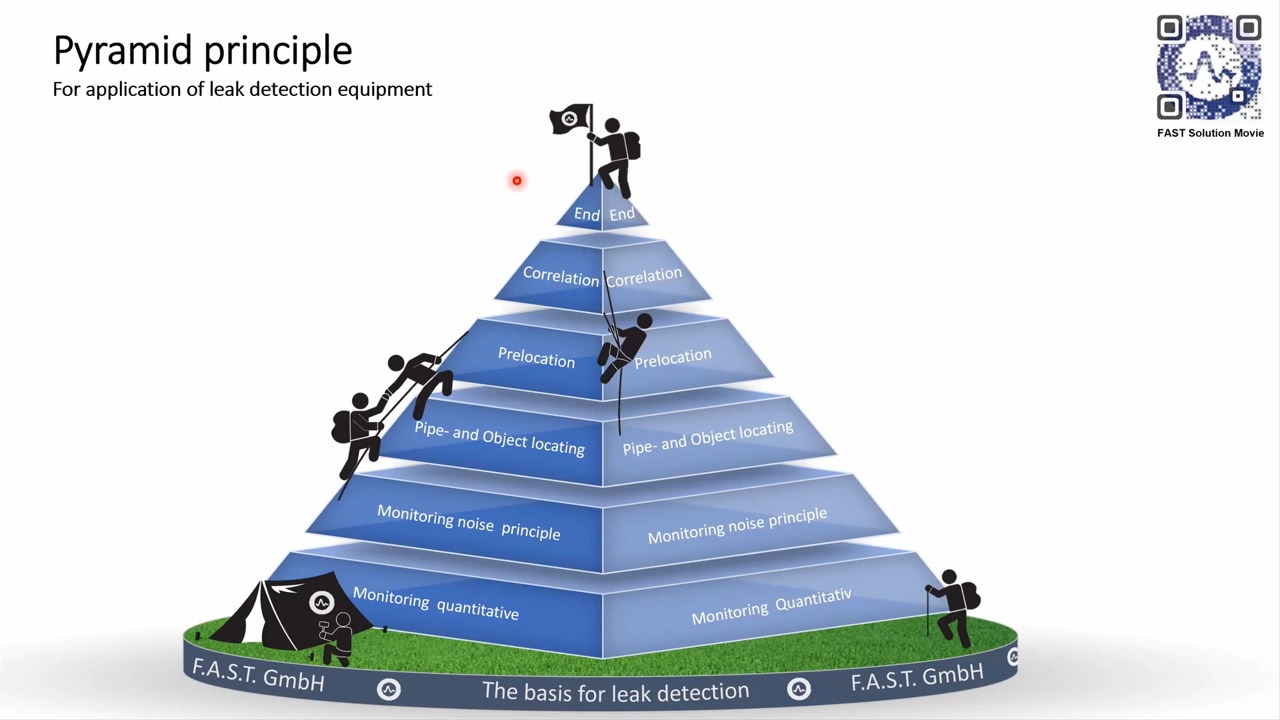 Pyramid principle
For application of leak detection equipment
FAST Solution Movie
End End
Correlation Correlation
Prelocation Prelocation
Pipe- and Object locating Pipe- and Object locating
Monitoring noise principle Monitoring noise principle
Monitoring quantitative Monitoring Quantitativ
F.A.S.T. GmbH The basis for leak detection F.A.S.T. GmbH